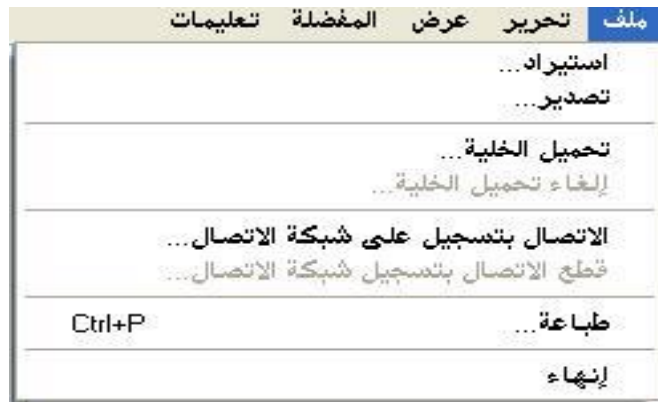 ملف تحرير عرض المفضلة تعليمات
استيراد...
تصدير...
تحميل الخلية...
إلغاء تحميل الخلية...
الاتصال بتسجيل على شبكة الاتصال...
قطع الاتصال بتسجيل شبكة الاتصال...
طباعة... Ctrl+P
إنهاء